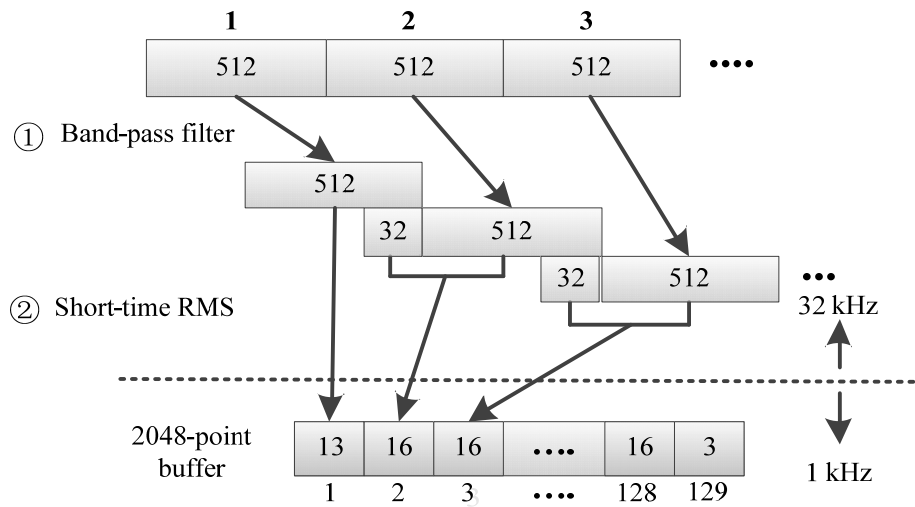 1 2 3
512 512 512 ••••
① Band-pass filter
512
32 512
32 512 •••
② Short-time RMS
32 kHz
2048-point
buffer
13 16 16 •••• 16 3
1 2 3 •••• 128 129
1 kHz